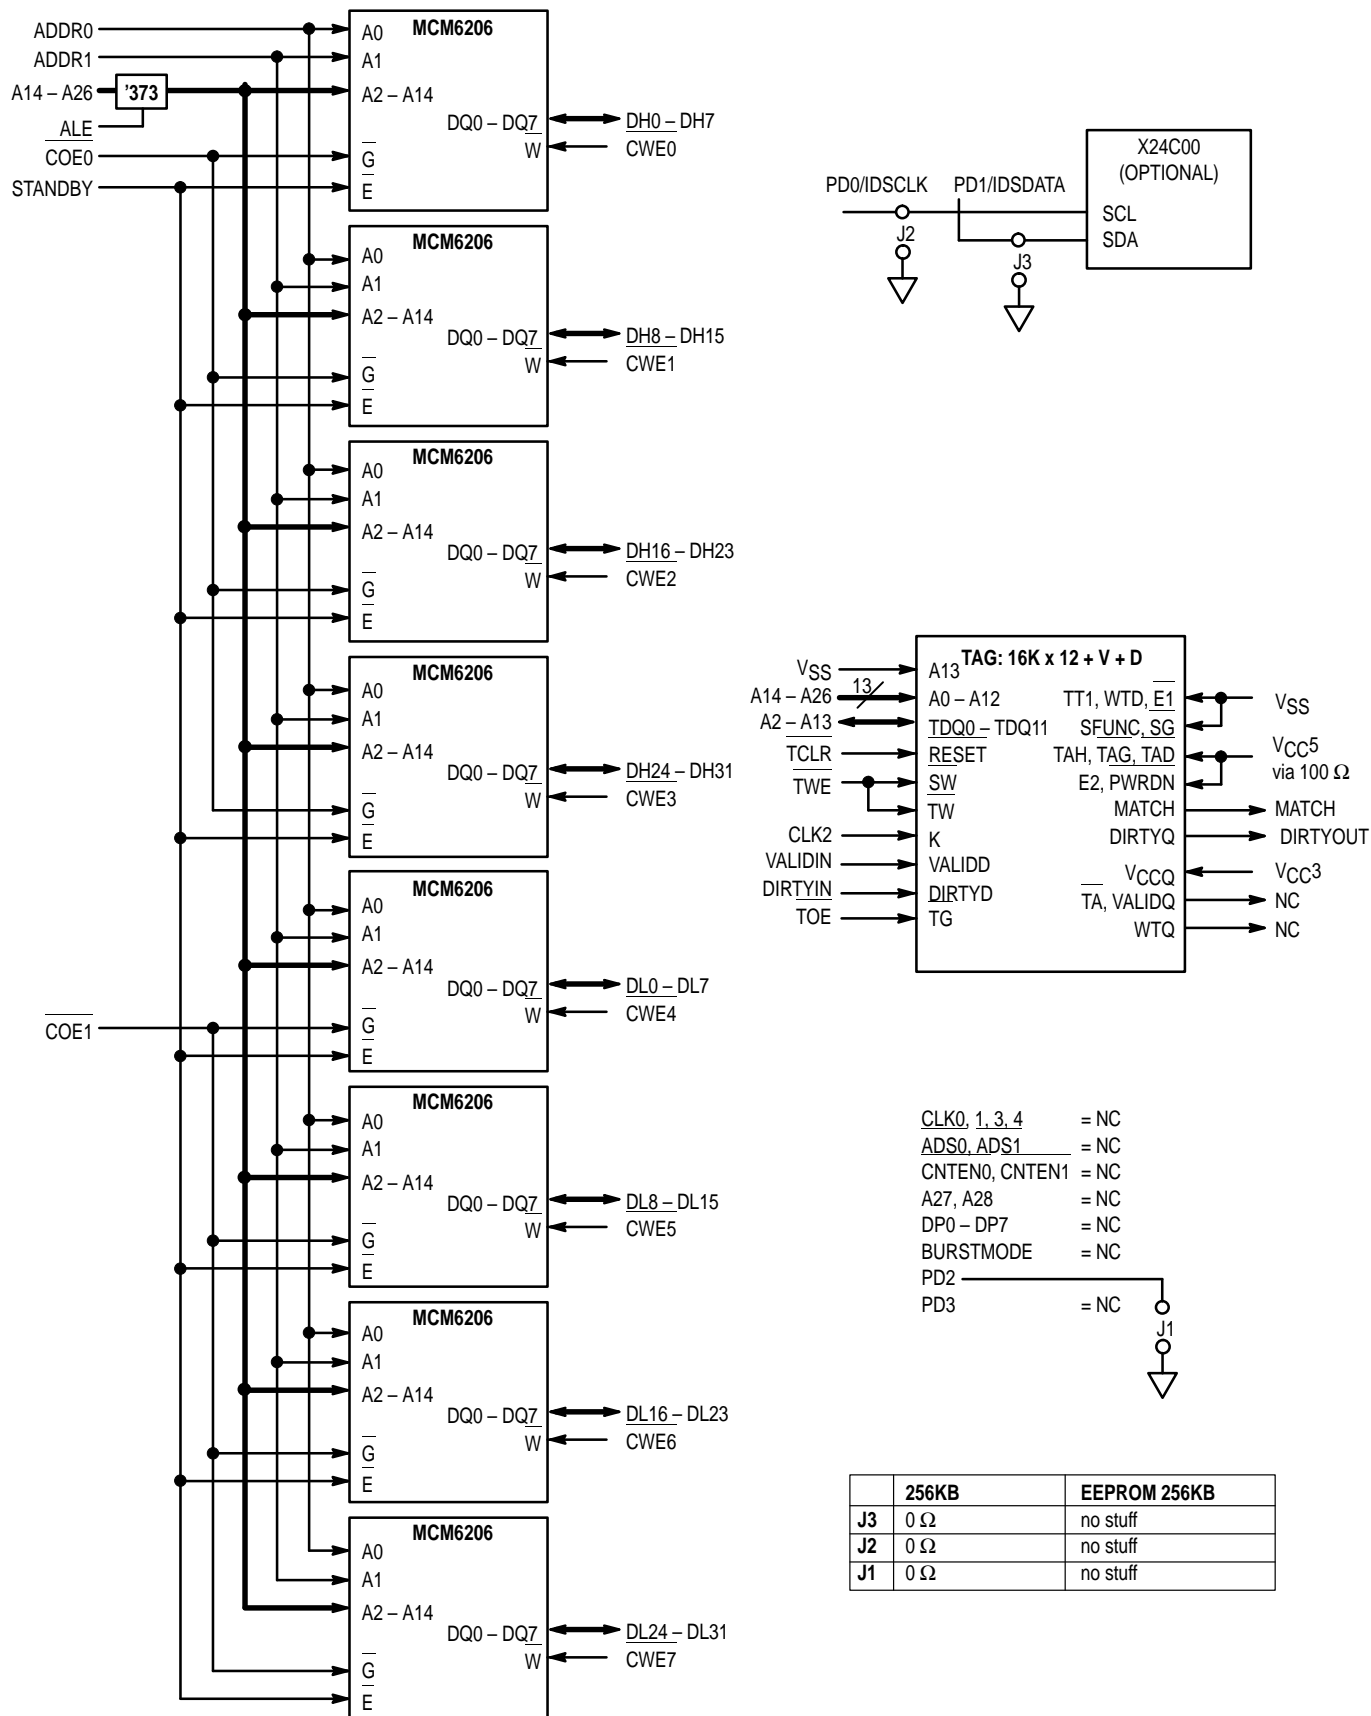 ADDR0
ADDR1
A14 – A26
'373
ALE
COE0
STANDBY
MCM6206
A0
A1
A2 – A14
DQ0 – DQ7
W
G
E
DH0 – DH7
CWE0
MCM6206
A0
A1
A2 – A14
DQ0 – DQ7
W
G
E
DH8 – DH15
CWE1
MCM6206
A0
A1
A2 – A14
DQ0 – DQ7
W
G
E
DH16 – DH23
CWE2
MCM6206
A0
A1
A2 – A14
DQ0 – DQ7
W
G
E
DH24 – DH31
CWE3
COE1
MCM6206
A0
A1
A2 – A14
DQ0 – DQ7
W
G
E
DL0 – DL7
CWE4
MCM6206
A0
A1
A2 – A14
DQ0 – DQ7
W
G
E
DL8 – DL15
CWE5
MCM6206
A0
A1
A2 – A14
DQ0 – DQ7
W
G
E
DL16 – DL23
CWE6
MCM6206
A0
A1
A2 – A14
DQ0 – DQ7
W
G
E
DL24 – DL31
CWE7
PD0/IDSCLK
PD1/IDSDATA
J2
J3
X24C00
(OPTIONAL)
SCL
SDA
TAG: 16K x 12 + V + D
VSS
A14 – A26
13
A2 – A13
TCLR
TWE
CLK2
VALIDIN
DIRTYIN
TOE
A13
A0 – A12
TDQ0 – TDQ11
RESET
SW
TW
K
VALIDD
DIRTYD
TG
TT1, WTD, E1
SFUNC, SG
TAH, TAG, TAD
E2, PWRDN
MATCH
DIRTYQ
VCCQ
TA, VALIDQ
WTQ
VSS
VCC5
via 100 Ω
MATCH
DIRTYOUT
VCC3
NC
NC
CLK0, 1, 3, 4 = NC
ADS0, ADS1 = NC
CNTEN0, CNTEN1 = NC
A27, A28 = NC
DP0 – DP7 = NC
BURSTMODE = NC
PD2
PD3 = NC
J1
256KB EEPROM 256KB
J3 0 Ω no stuff
J2 0 Ω no stuff
J1 0 Ω no stuff